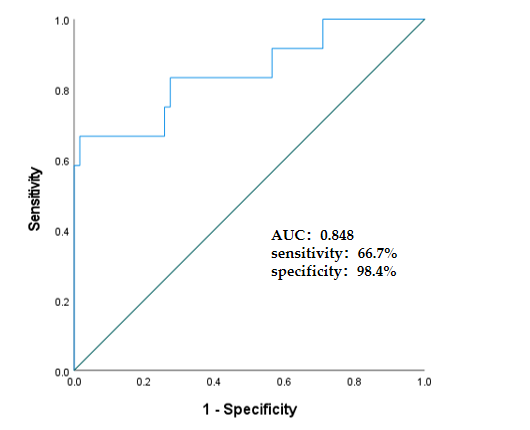 1.0
0.8
0.6
0.4
0.2
0.0
Sensitivity
AUC：0.848
sensitivity：66.7%
specificity：98.4%
0.0 0.2 0.4 0.6 0.8 1.0
1 - Specificity